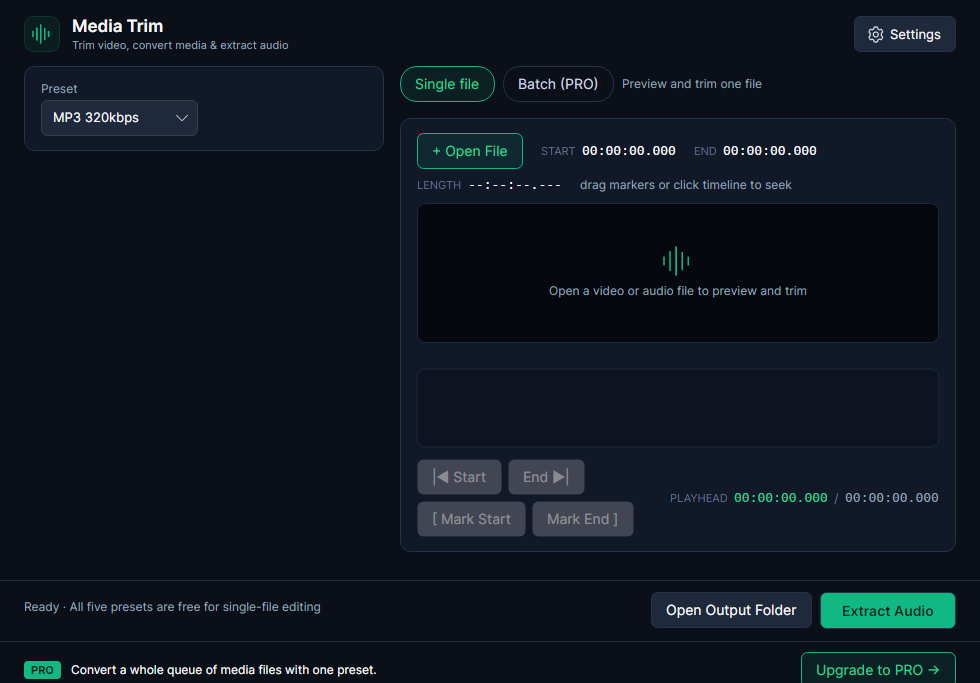 Media Trim
Trim video, convert media & extract audio
Settings
Preset
MP3 320kbps
Single file
Batch (PRO)
Preview and trim one file
+ Open File
START 00:00:00.000
END 00:00:00.000
LENGTH --:--:--.---
drag markers or click timeline to seek
Open a video or audio file to preview and trim
|◀ Start
End ▶|
[ Mark Start
Mark End ]
PLAYHEAD 00:00:00.000 / 00:00:00.000
Ready · All five presets are free for single-file editing
Open Output Folder
Extract Audio
PRO
Convert a whole queue of media files with one preset.
Upgrade to PRO →